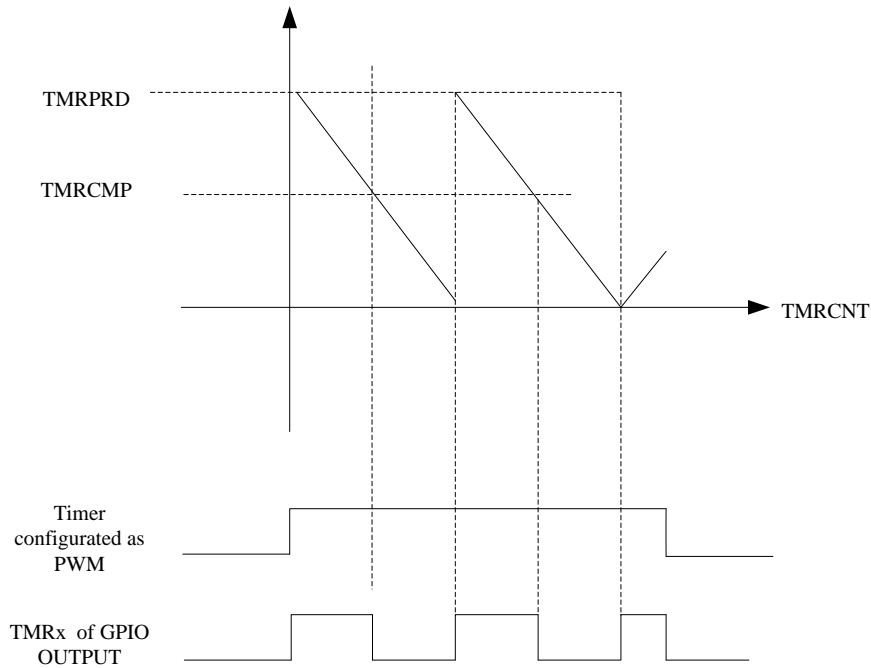 TMRPRD
TMRCMP
TMRCNT
Timer
configurated as
PWM
TMRx of GPIO
OUTPUT